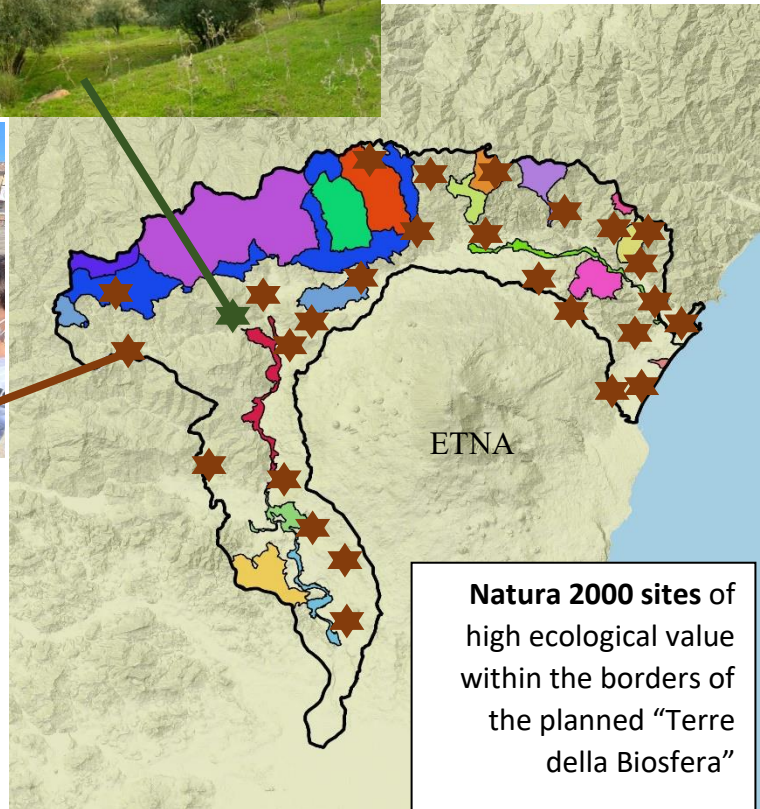 ETNA
Natura 2000 sites of
high ecological value
within the borders of
the planned “Terre
della Biosfera”